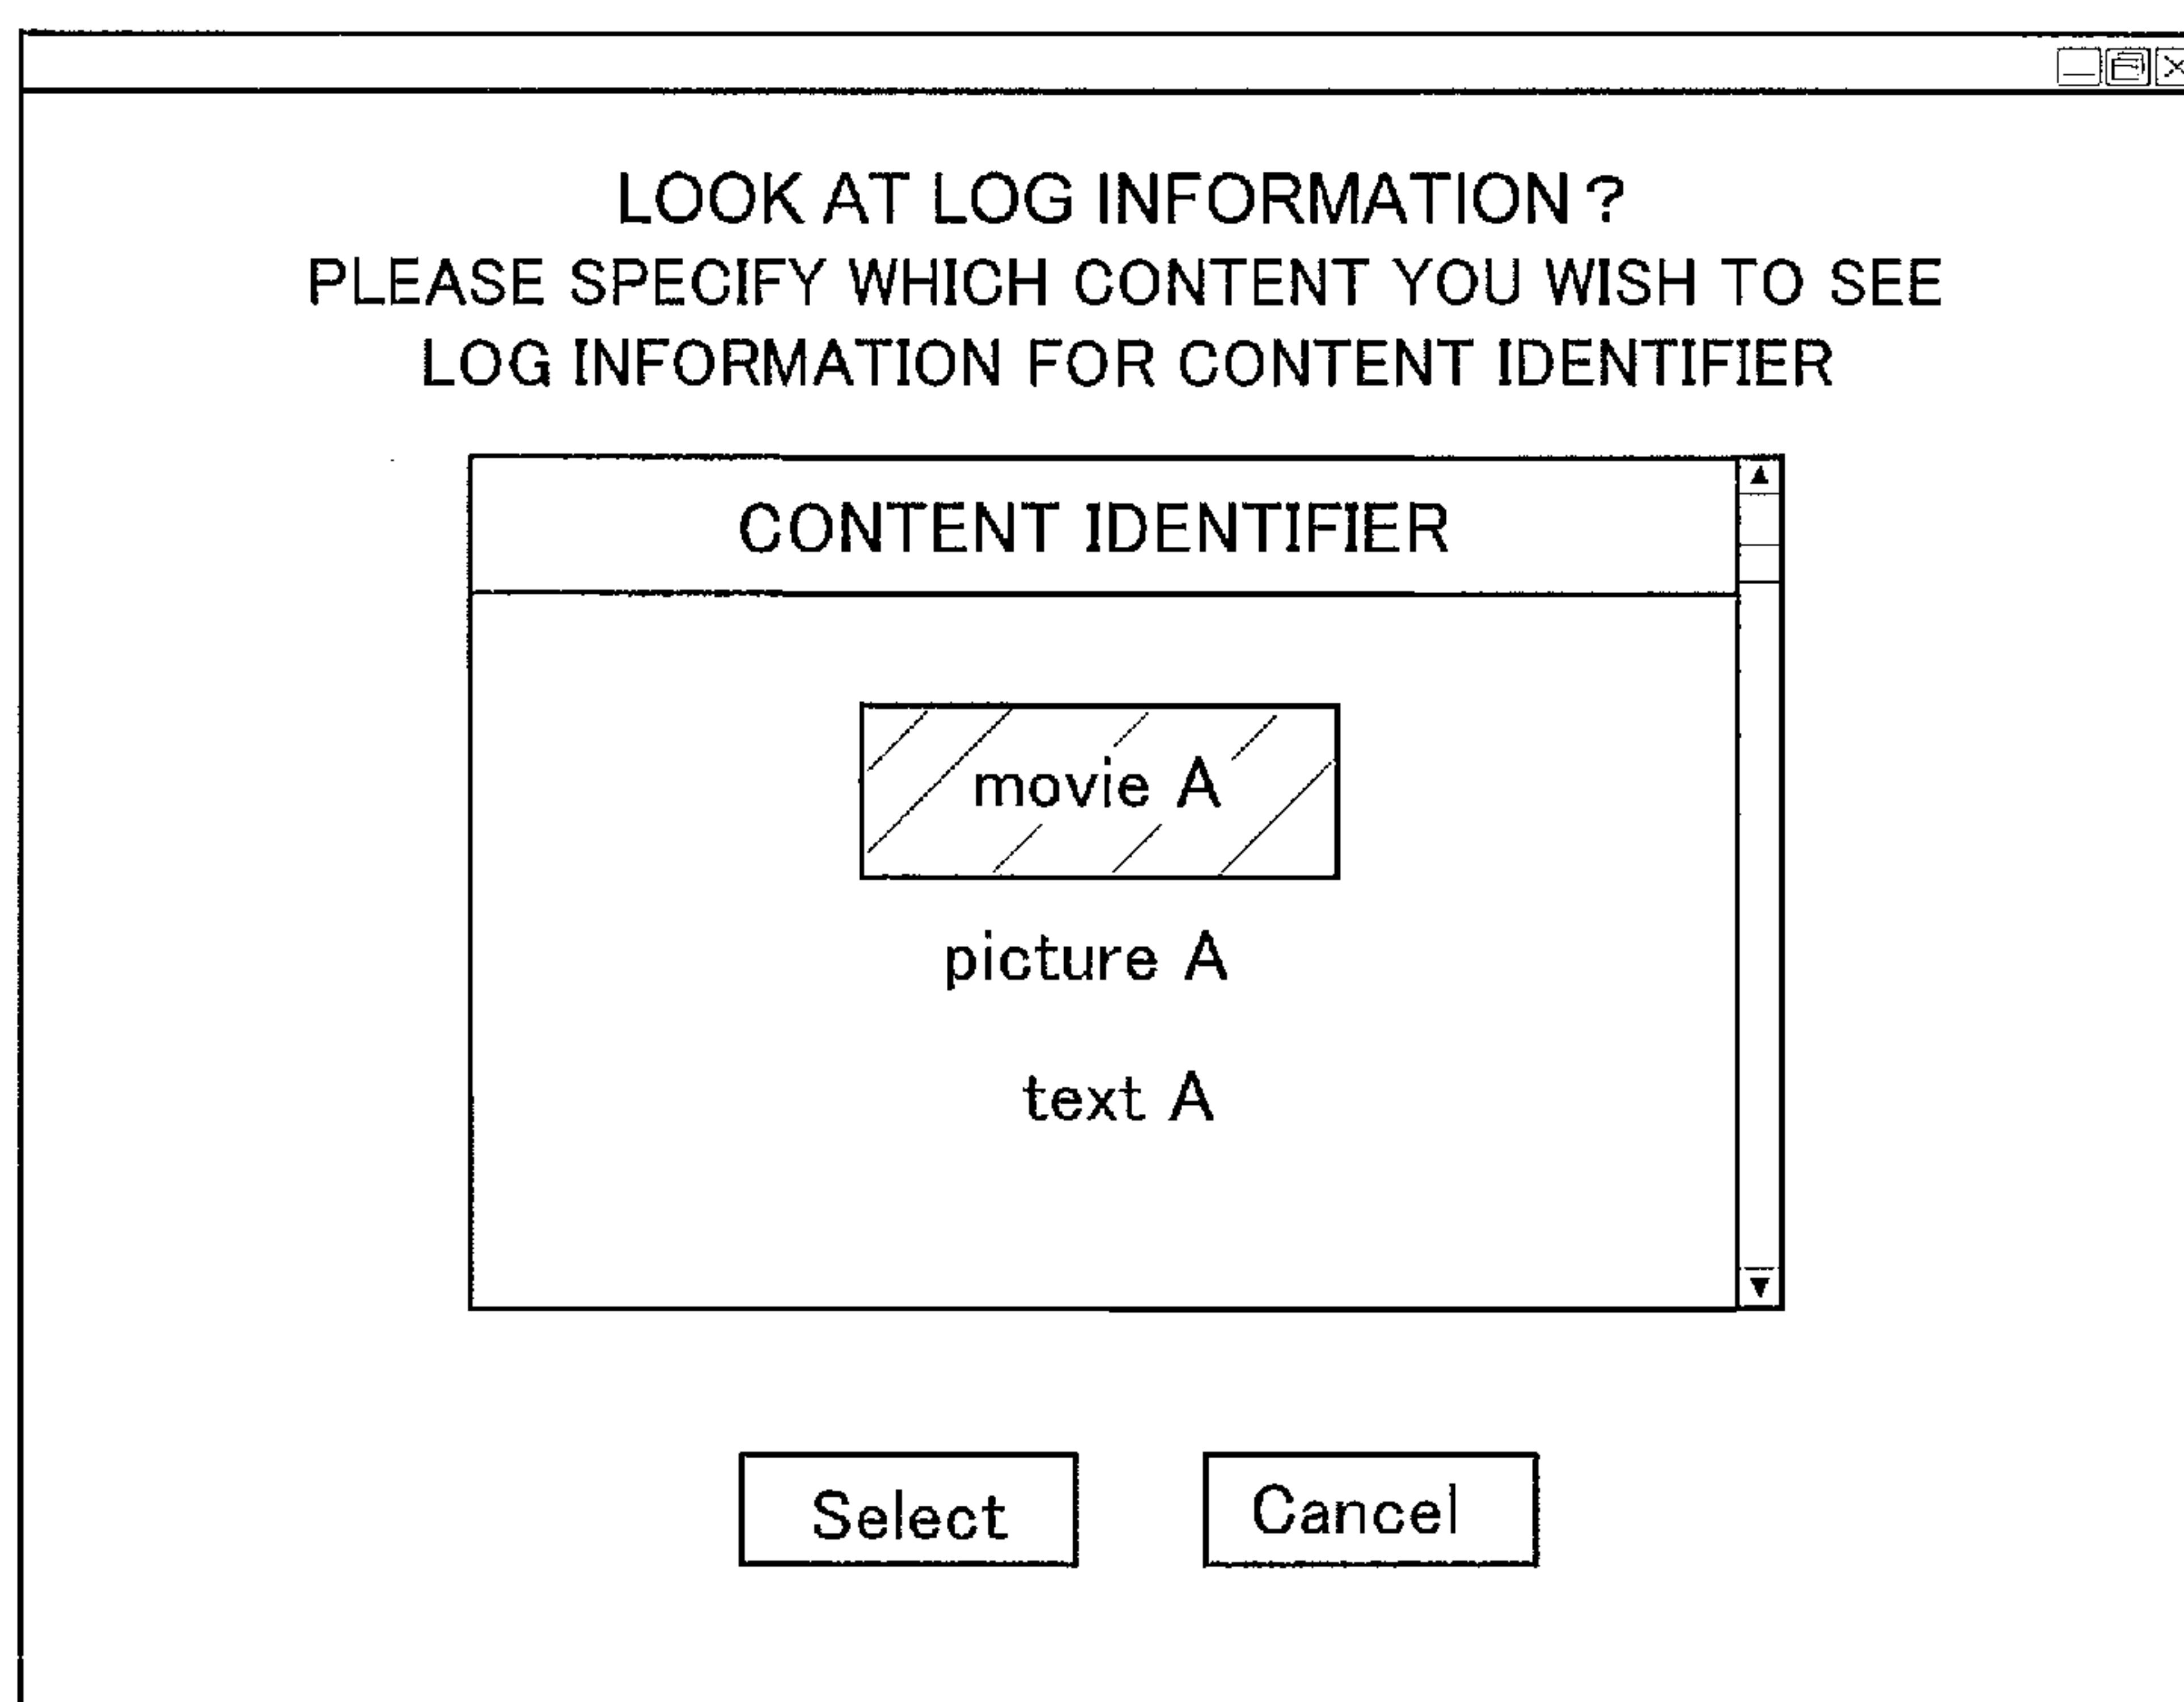 LOOK AT LOG INFORMATION?
PLEASE SPECIFY WHICH CONTENT YOU WISH TO SEE
LOG INFORMATION FOR CONTENT IDENTIFIER
CONTENT IDENTIFIER
movie A
picture A
text A
Select
Cancel